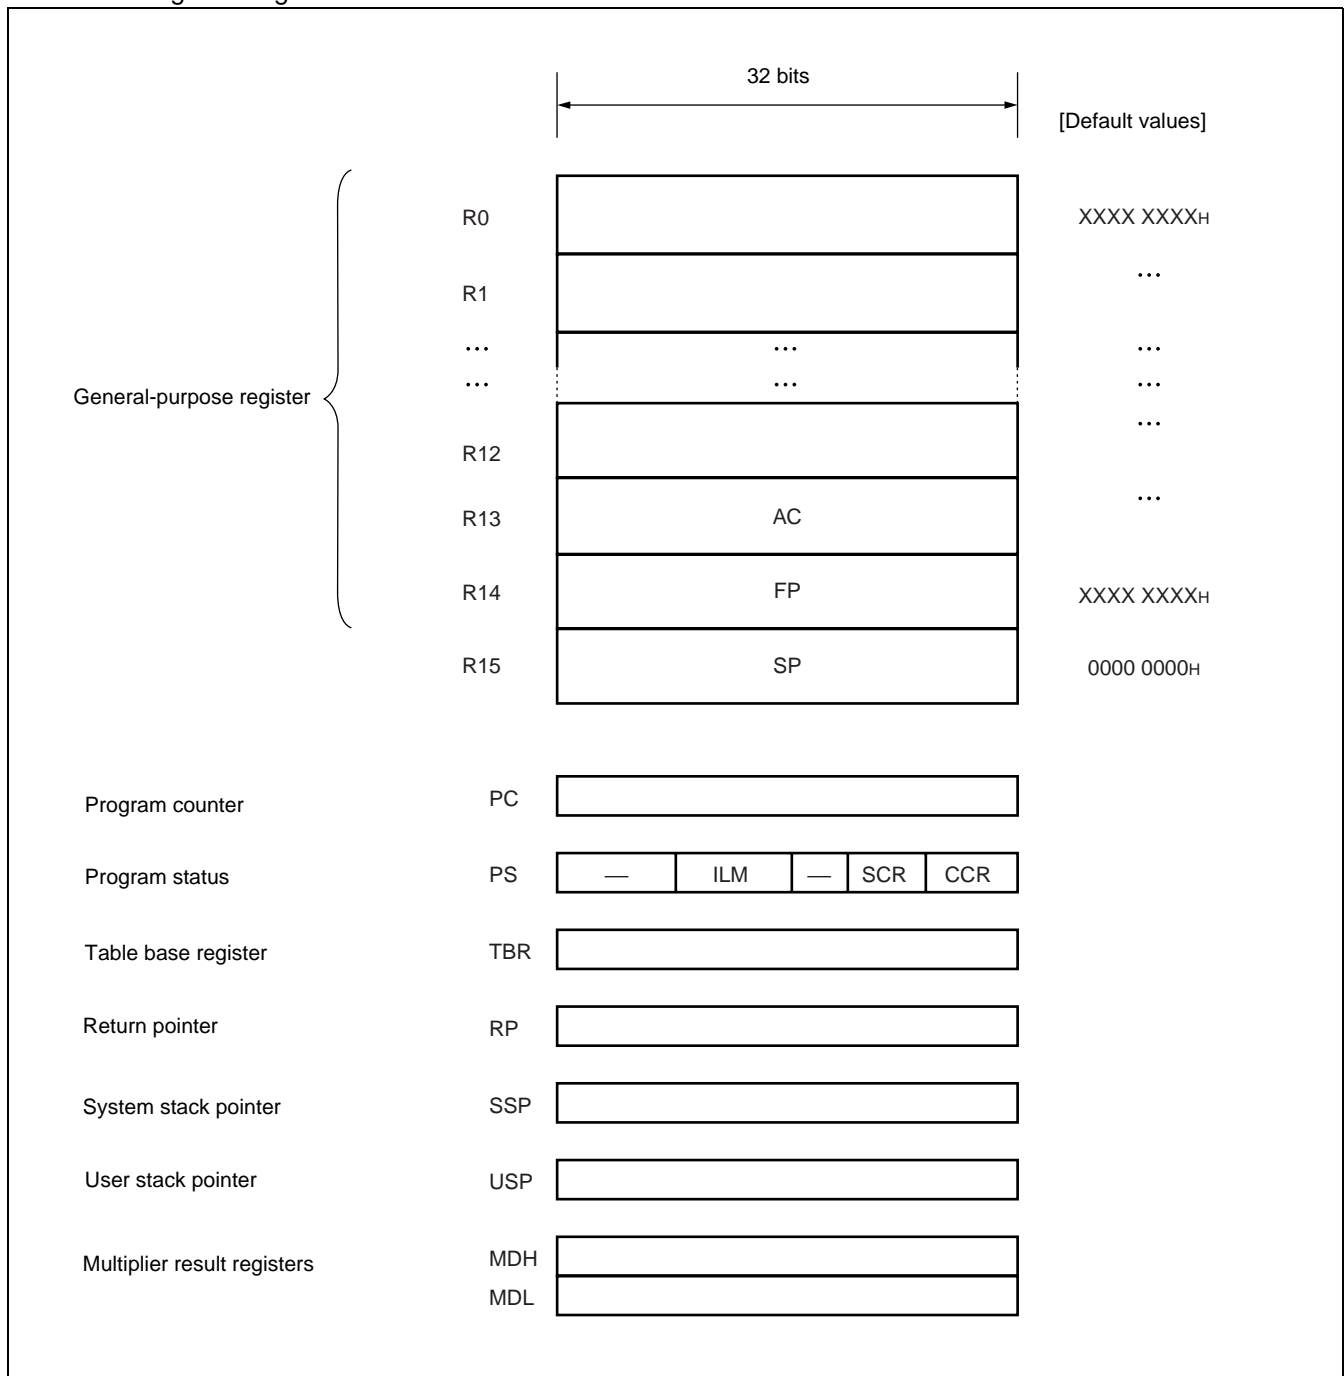 32 bits
[Default values]
R0 XXXX XXXXH
R1 ...
... ... ...
... ... ...
General-purpose register
...
R12
...
R13 AC
R14 FP XXXX XXXXH
R15 SP 0000 0000H
Program counter PC
Program status PS — ILM — SCR CCR
Table base register TBR
Return pointer RP
System stack pointer SSP
User stack pointer USP
Multiplier result registers MDH
MDL